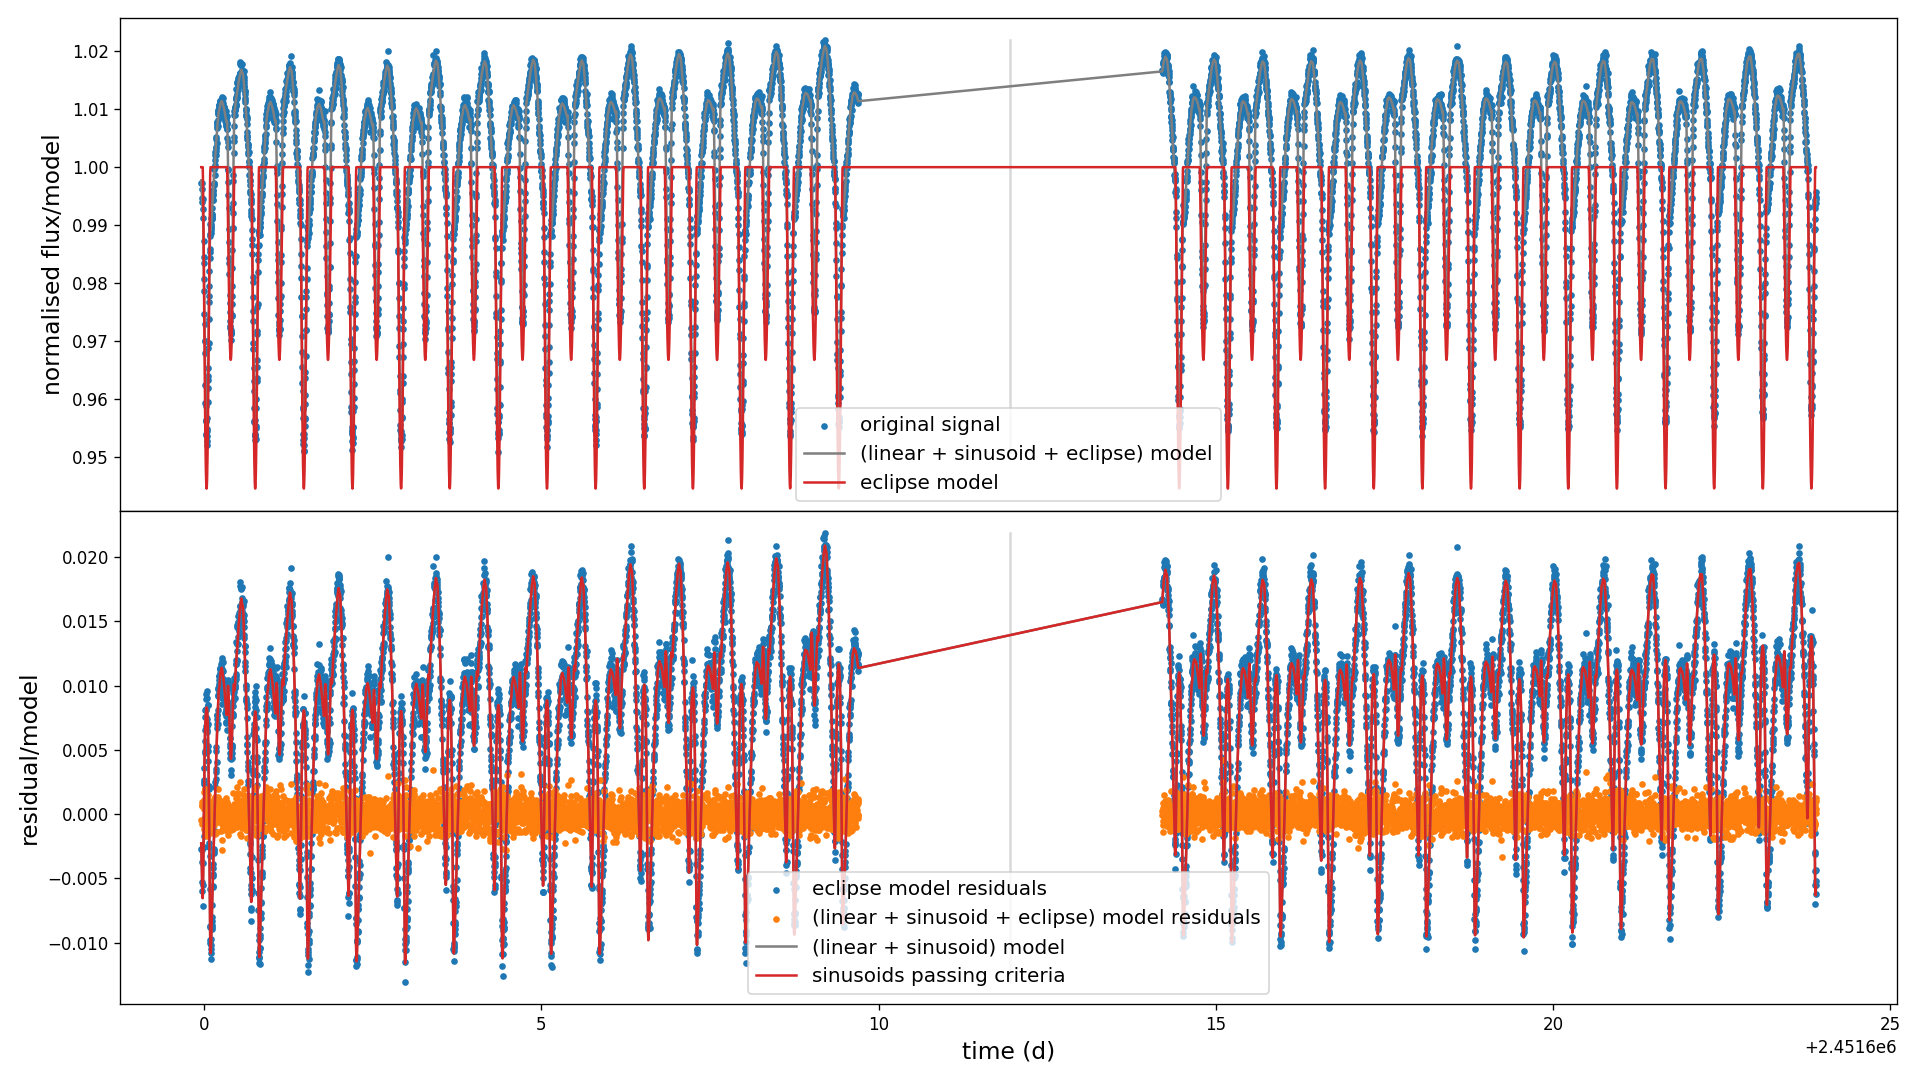 normalised flux/model
1.02
1.01
1.00
0.99
0.98
0.97
0.96
0.95
original signal
(linear + sinusoid + eclipse) model
eclipse model
residual/model
0.020
0.015
0.010
0.005
0.000
−0.005
−0.010
eclipse model residuals
(linear + sinusoid + eclipse) model residuals
(linear + sinusoid) model
sinusoids passing criteria
0 5 10 15 20 25
time (d)
+2.4516e6